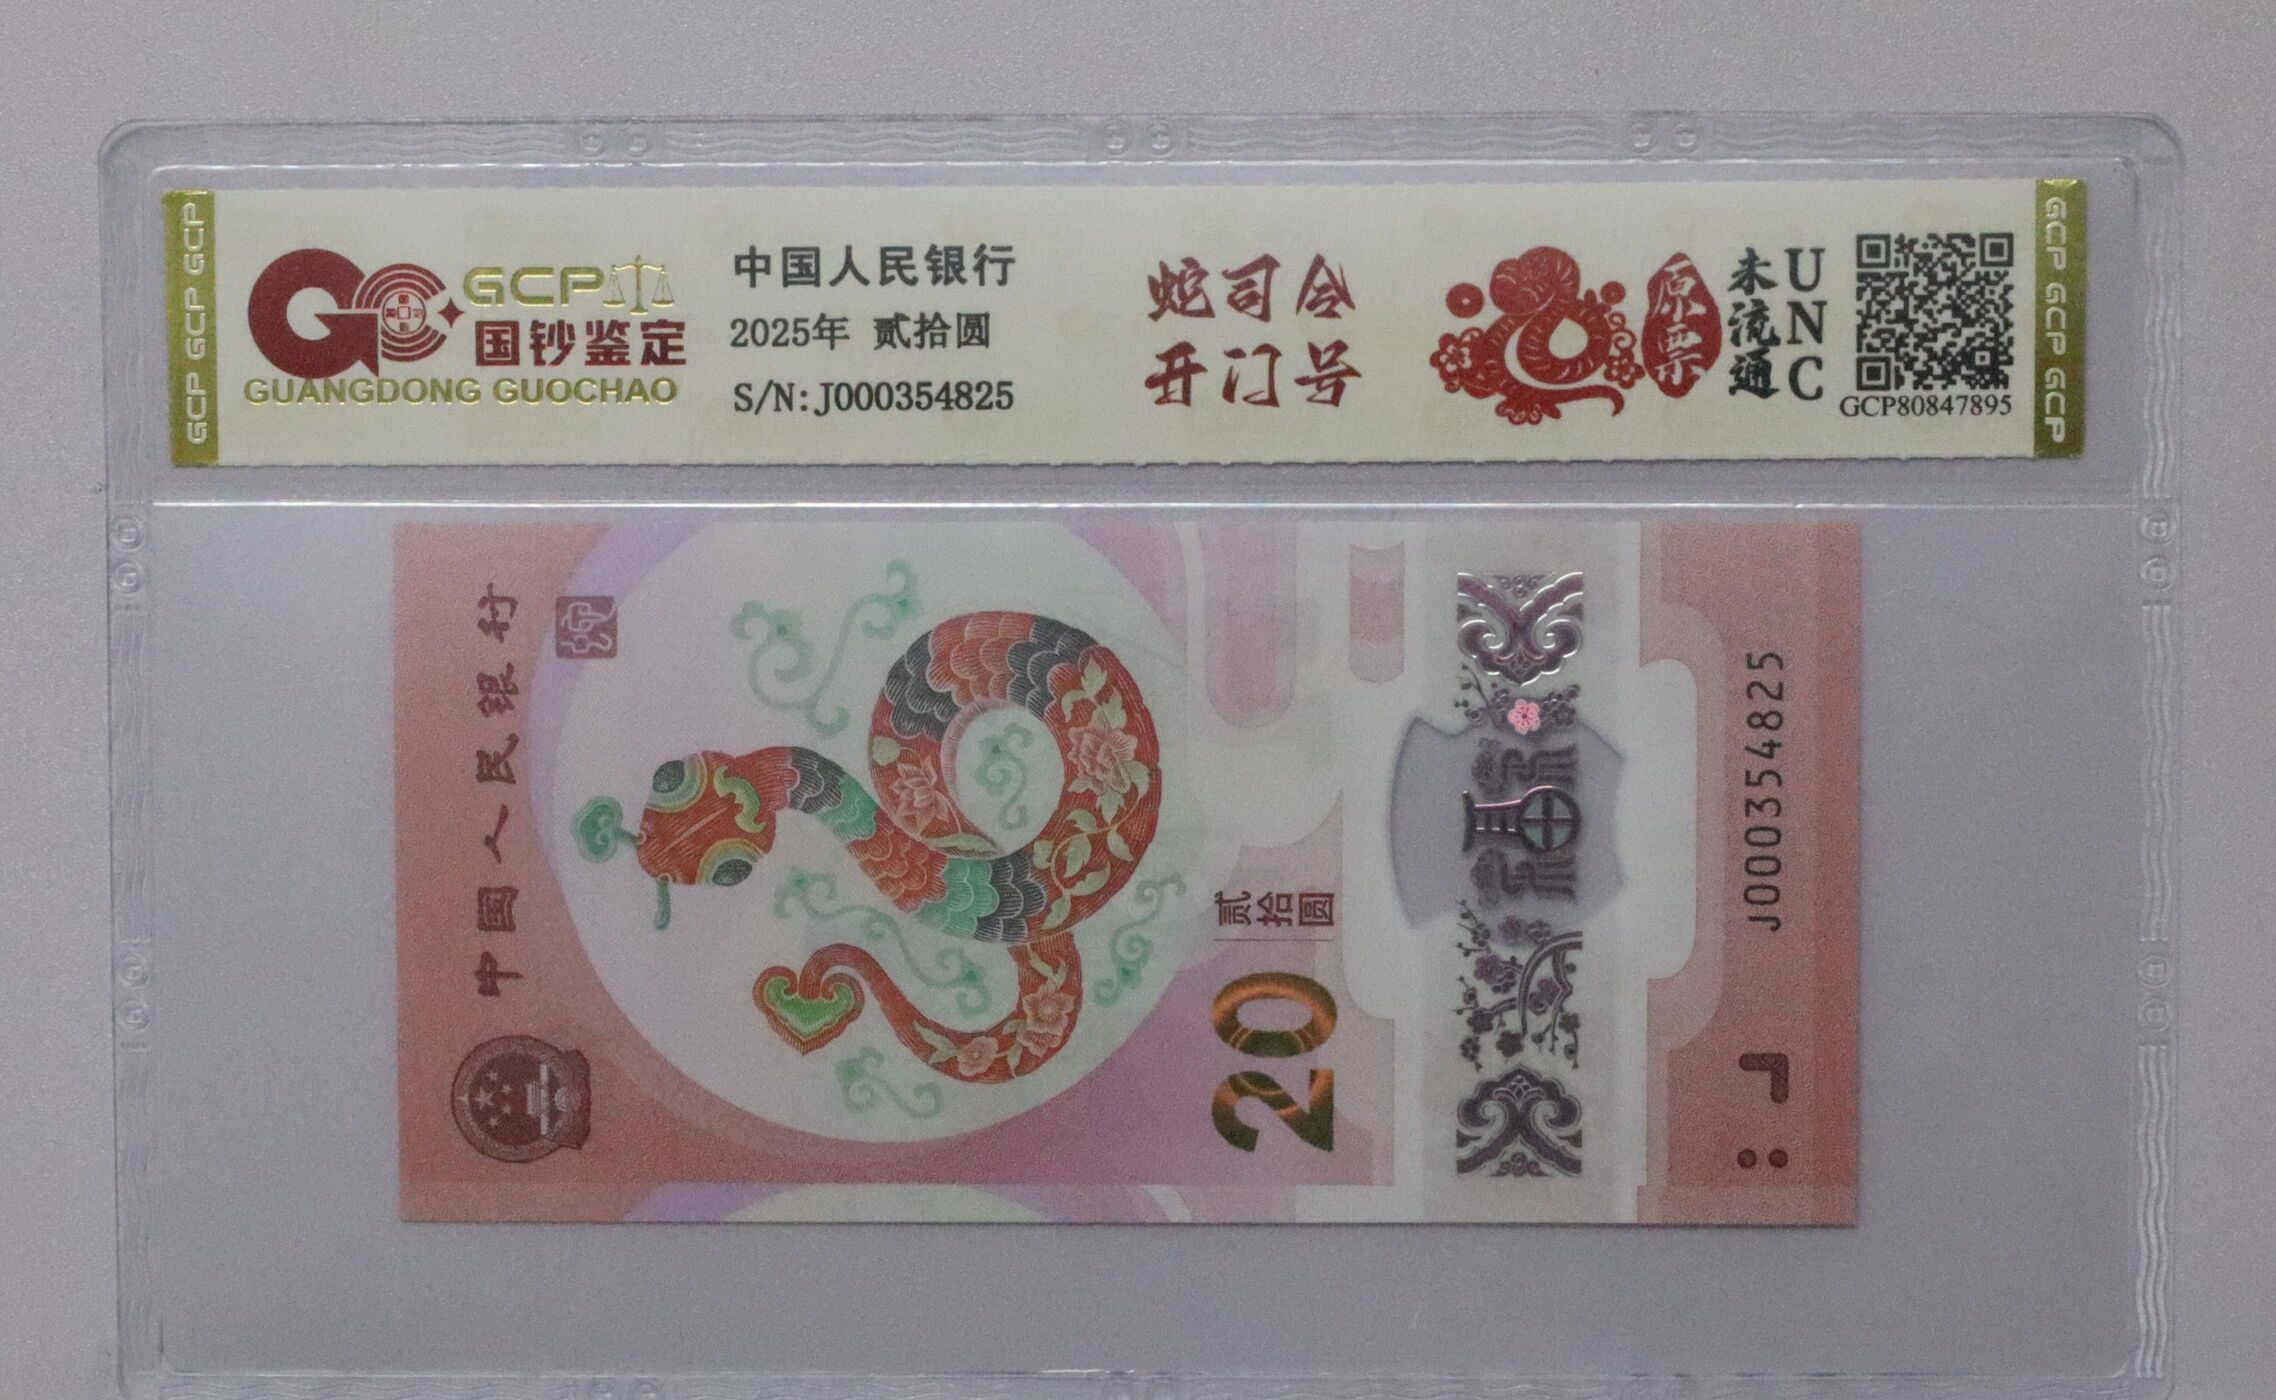 GCP GCP GCP
GCP
国钞鉴定
GUANGDONG GUOCHAO
中国人民银行
2025年 贰拾圆
S/N:J000354825
蛇司令
开门号
原票
未流通
UNC
GCP80847895
GCP GCP GCP
中国人民银行
贰拾圆
20
福
J000354825